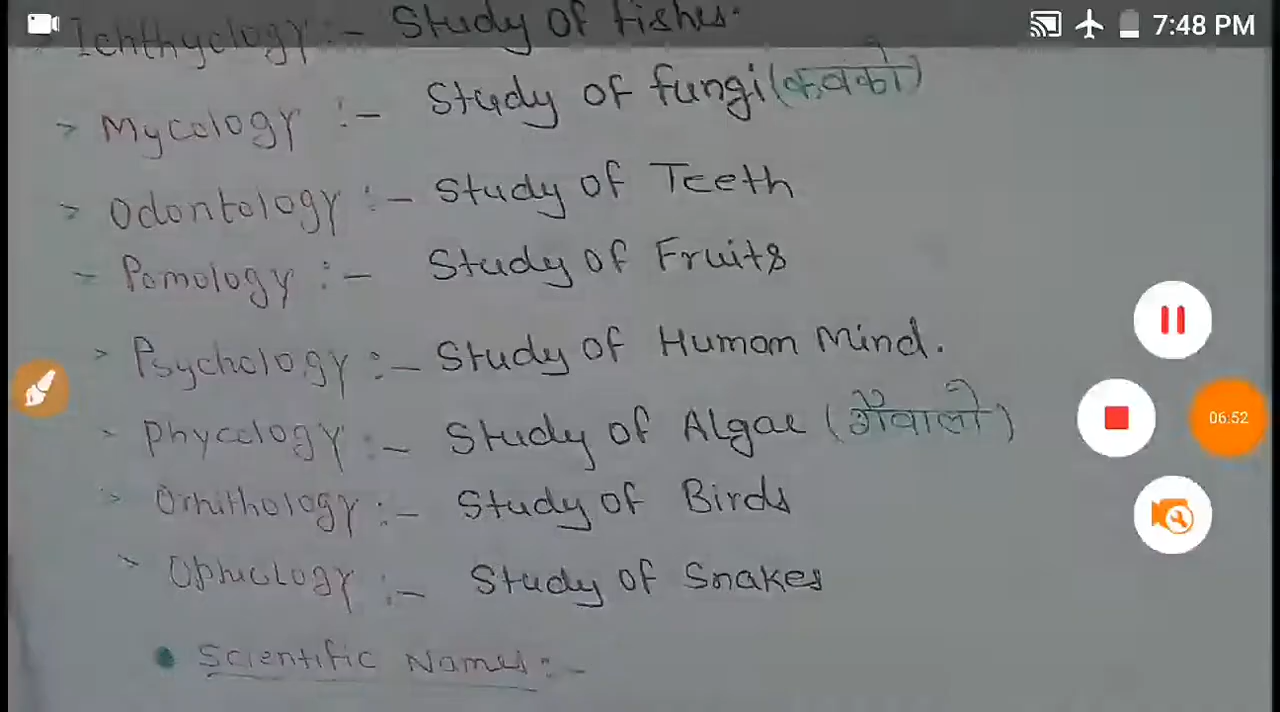 7:48 PM
Ichthyology :- Study of fishes.
> Mycology :- Study of fungi (कवको)
> Odontology :- Study of Teeth
- Pomology :- Study of Fruits
> Psychology :- Study of Human Mind.
Phycology :- Study of Algae (शैवालो)
06:52
> Ornithology :- Study of Birds
> Ophiology :- Study of Snakes
• Scientific Names :-